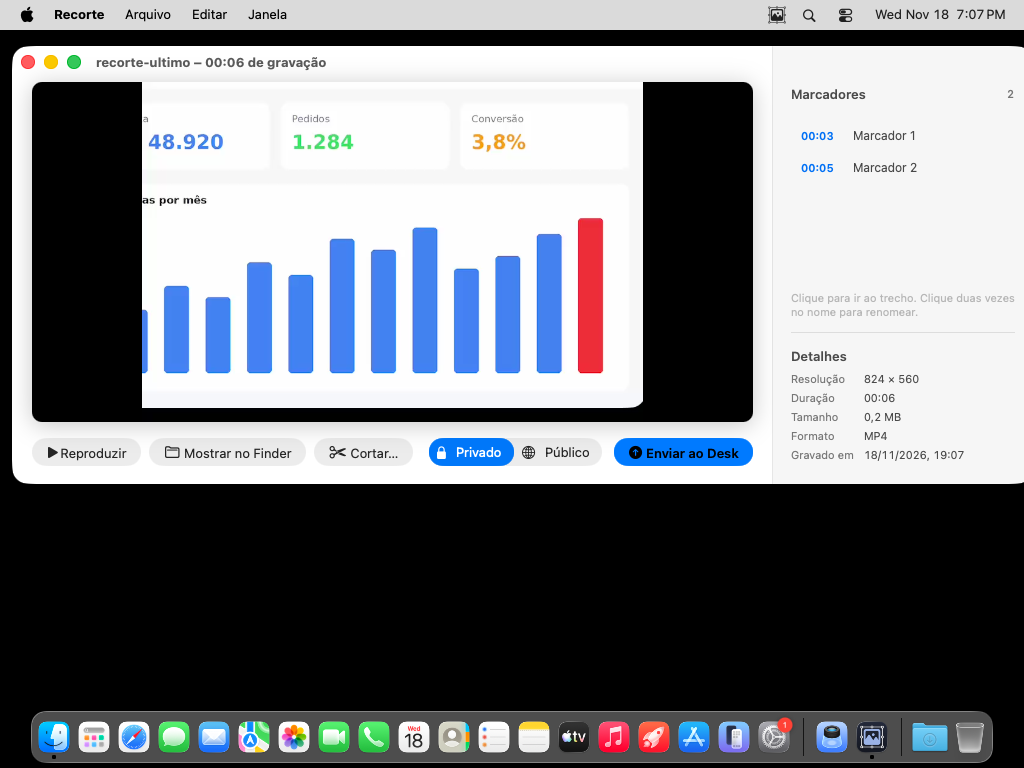 Recorte Arquivo Editar Janela Wed Nov 18 7:07 PM
recorte-ultimo – 00:06 de gravação
a
48.920
Pedidos
1.284
Conversão
3,8%
as por mês
Reproduzir
Mostrar no Finder
Cortar...
Privado
Público
Enviar ao Desk
Marcadores 2
00:03 Marcador 1
00:05 Marcador 2
Clique para ir ao trecho. Clique duas vezes
no nome para renomear.
Detalhes
Resolução 824 × 560
Duração 00:06
Tamanho 0,2 MB
Formato MP4
Gravado em 18/11/2026, 19:07
Wed
18
tv
1